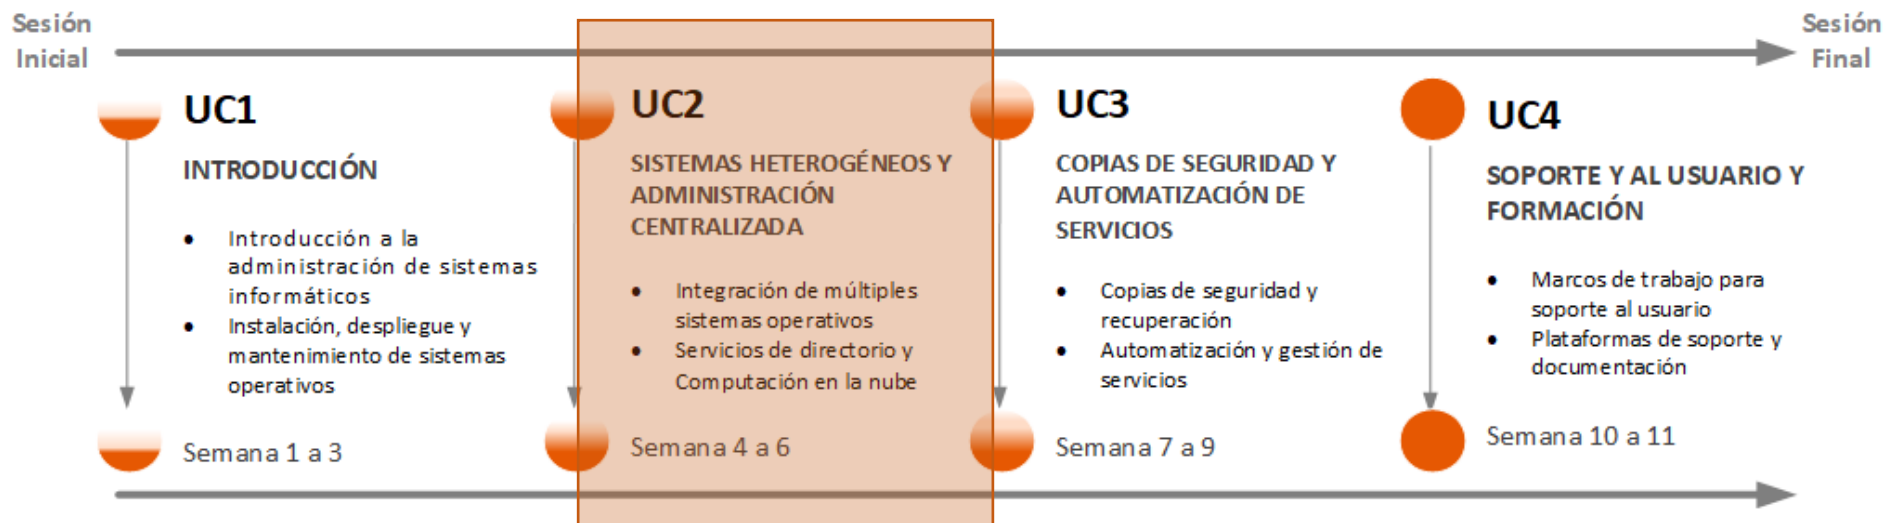 Sesión
Inicial
Sesión
Final
UC1
INTRODUCCIÓN
• Introducción a la
administración de sistemas
informáticos
• Instalación, despliegue y
mantenimiento de sistemas
operativos
Semana 1 a 3
UC2
SISTEMAS HETEROGÉNEOS Y
ADMINISTRACIÓN
CENTRALIZADA
• Integración de múltiples
sistemas operativos
• Servicios de directorio y
Computación en la nube
Semana 4 a 6
UC3
COPIAS DE SEGURIDAD Y
AUTOMATIZACIÓN DE
SERVICIOS
• Copias de seguridad y
recuperación
• Automatización y gestión de
servicios
Semana 7 a 9
UC4
SOPORTE Y AL USUARIO Y
FORMACIÓN
• Marcos de trabajo para
soporte al usuario
• Plataformas de soporte y
documentación
Semana 10 a 11